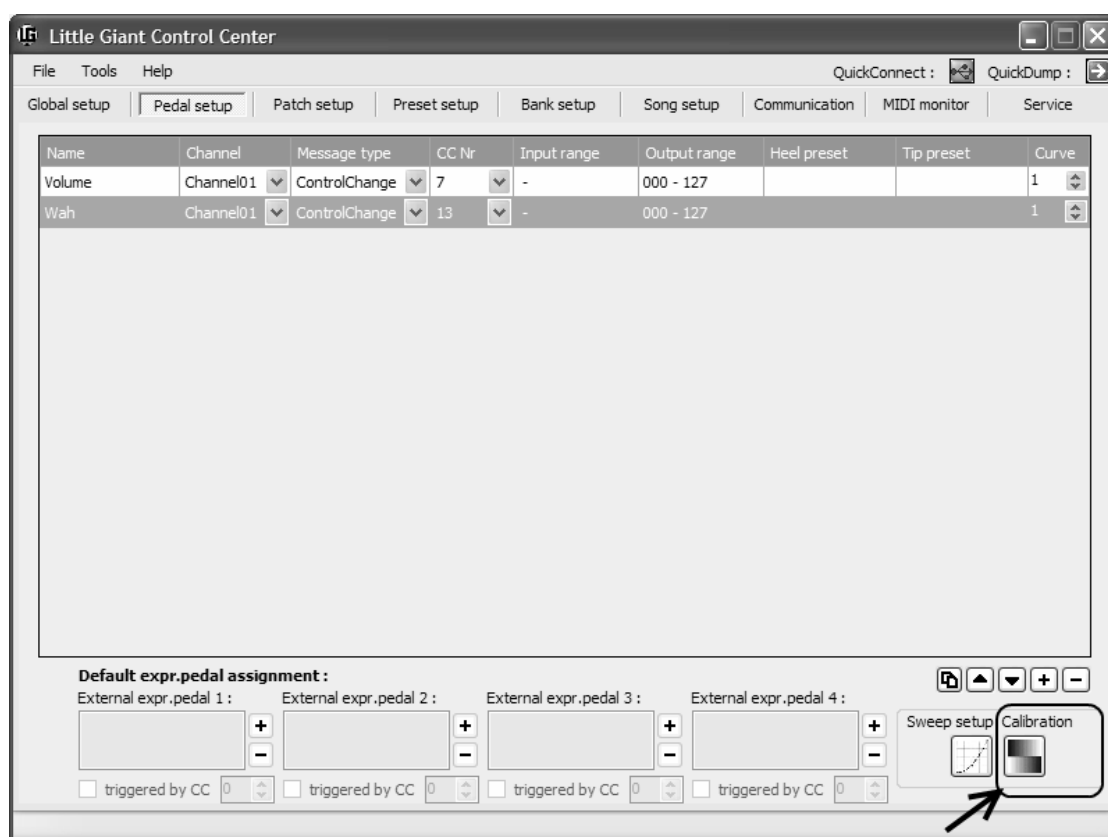 Little Giant Control Center
File Tools Help QuickConnect : QuickDump :
Global setup Pedal setup Patch setup Preset setup Bank setup Song setup Communication MIDI monitor Service
Name Channel Message type CC Nr Input range Output range Heel preset Tip preset Curve
Volume Channel01 ControlChange 7 - 000 - 127 1
Wah Channel01 ControlChange 13 - 000 - 127 1
Default expr.pedal assignment :
External expr.pedal 1 : External expr.pedal 2 : External expr.pedal 3 : External expr.pedal 4 :
Sweep setup Calibration
triggered by CC 0 triggered by CC 0 triggered by CC 0 triggered by CC 0